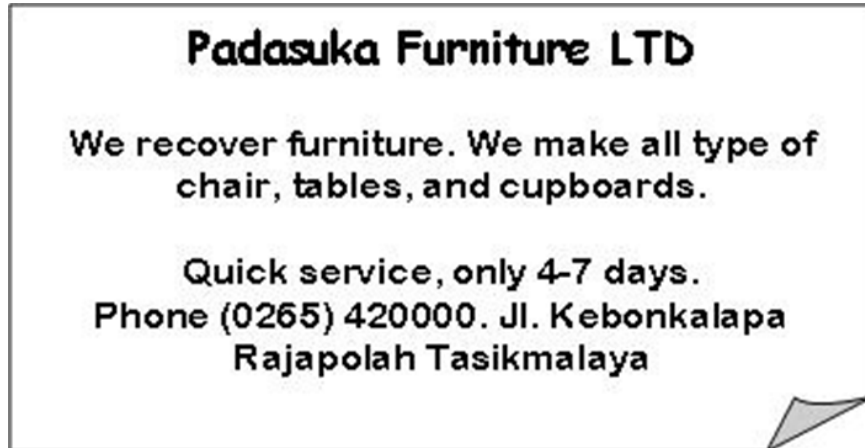 Padasuka Furniture LTD
We recover furniture. We make all type of
chair, tables, and cupboards.
Quick service, only 4-7 days.
Phone (0265) 420000. Jl. Kebonkalapa
Rajapolah Tasikmalaya